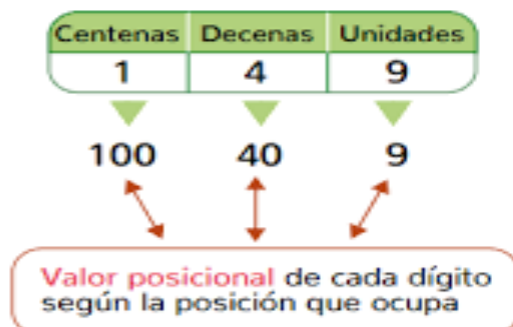 Centenas Decenas Unidades
1 4 9
100 40 9
Valor posicional de cada dígito
según la posición que ocupa